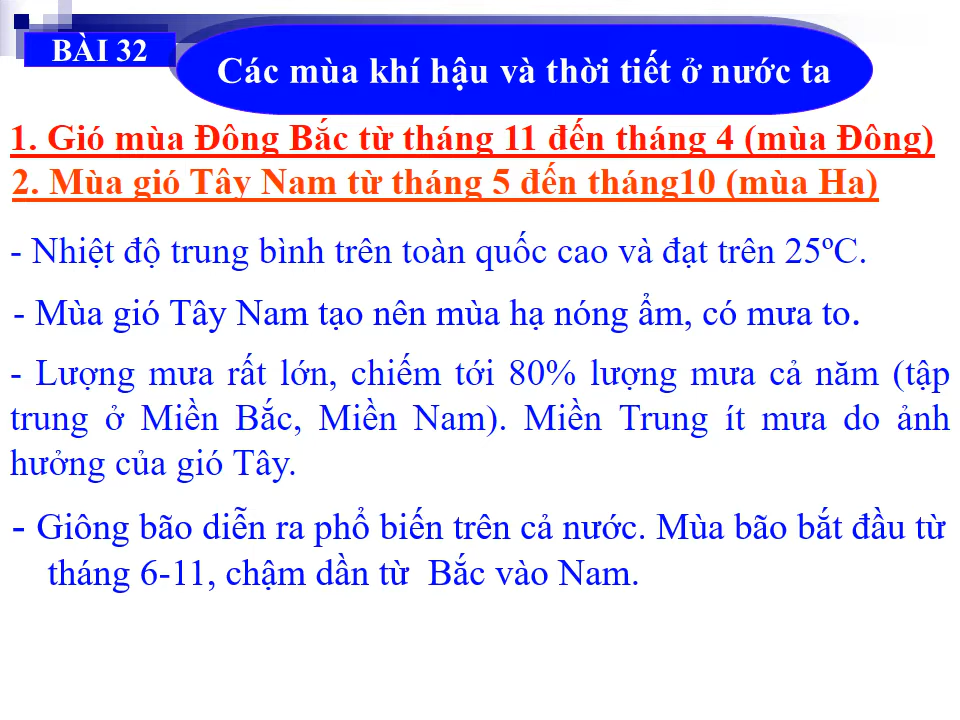 BÀI 32
Các mùa khí hậu và thời tiết ở nước ta
1. Gió mùa Đông Bắc từ tháng 11 đến tháng 4 (mùa Đông)
2. Mùa gió Tây Nam từ tháng 5 đến tháng10 (mùa Hạ)
- Nhiệt độ trung bình trên toàn quốc cao và đạt trên 25ºC.
- Mùa gió Tây Nam tạo nên mùa hạ nóng ẩm, có mưa to.
- Lượng mưa rất lớn, chiếm tới 80% lượng mưa cả năm (tập
trung ở Miền Bắc, Miền Nam). Miền Trung ít mưa do ảnh
hưởng của gió Tây.
- Giông bão diễn ra phổ biến trên cả nước. Mùa bão bắt đầu từ
tháng 6-11, chậm dần từ Bắc vào Nam.